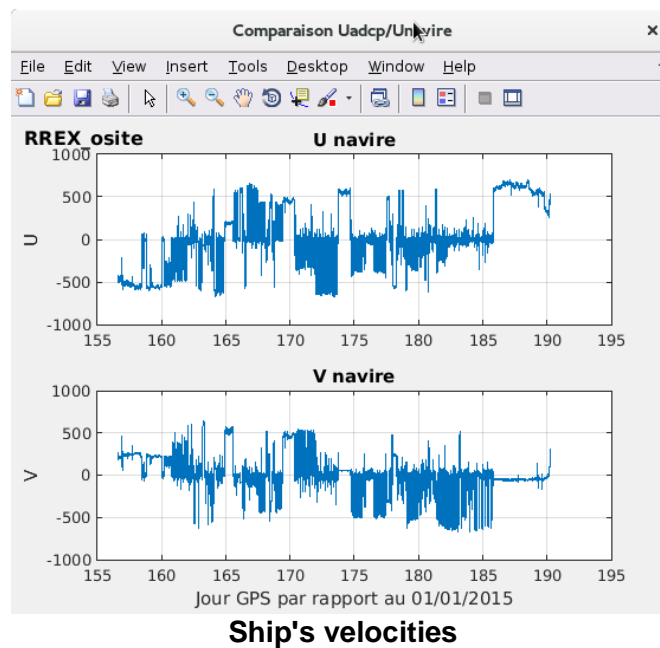 Comparaison Uadcp/Unavire ×
File Edit View Insert Tools Desktop Window Help
RREX_osite U navire
1000
500
0
-500
-1000
U
155 160 165 170 175 180 185 190 195
V navire
1000
500
0
-500
-1000
V
155 160 165 170 175 180 185 190 195
Jour GPS par rapport au 01/01/2015
Ship's velocities